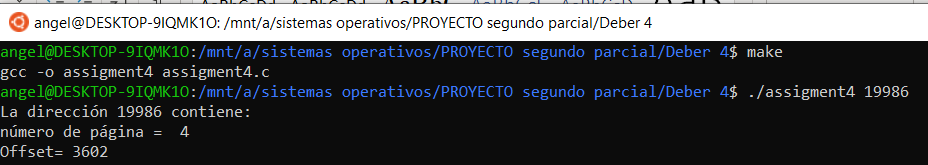 angel@DESKTOP-9IQMK1O: /mnt/a/sistemas operativos/PROYECTO segundo parcial/Deber 4
angel@DESKTOP-9IQMK1O:/mnt/a/sistemas operativos/PROYECTO segundo parcial/Deber 4$ make
gcc -o assigment4 assigment4.c
angel@DESKTOP-9IQMK1O:/mnt/a/sistemas operativos/PROYECTO segundo parcial/Deber 4$ ./assigment4 19986
La dirección 19986 contiene:
número de página =  4
Offset= 3602